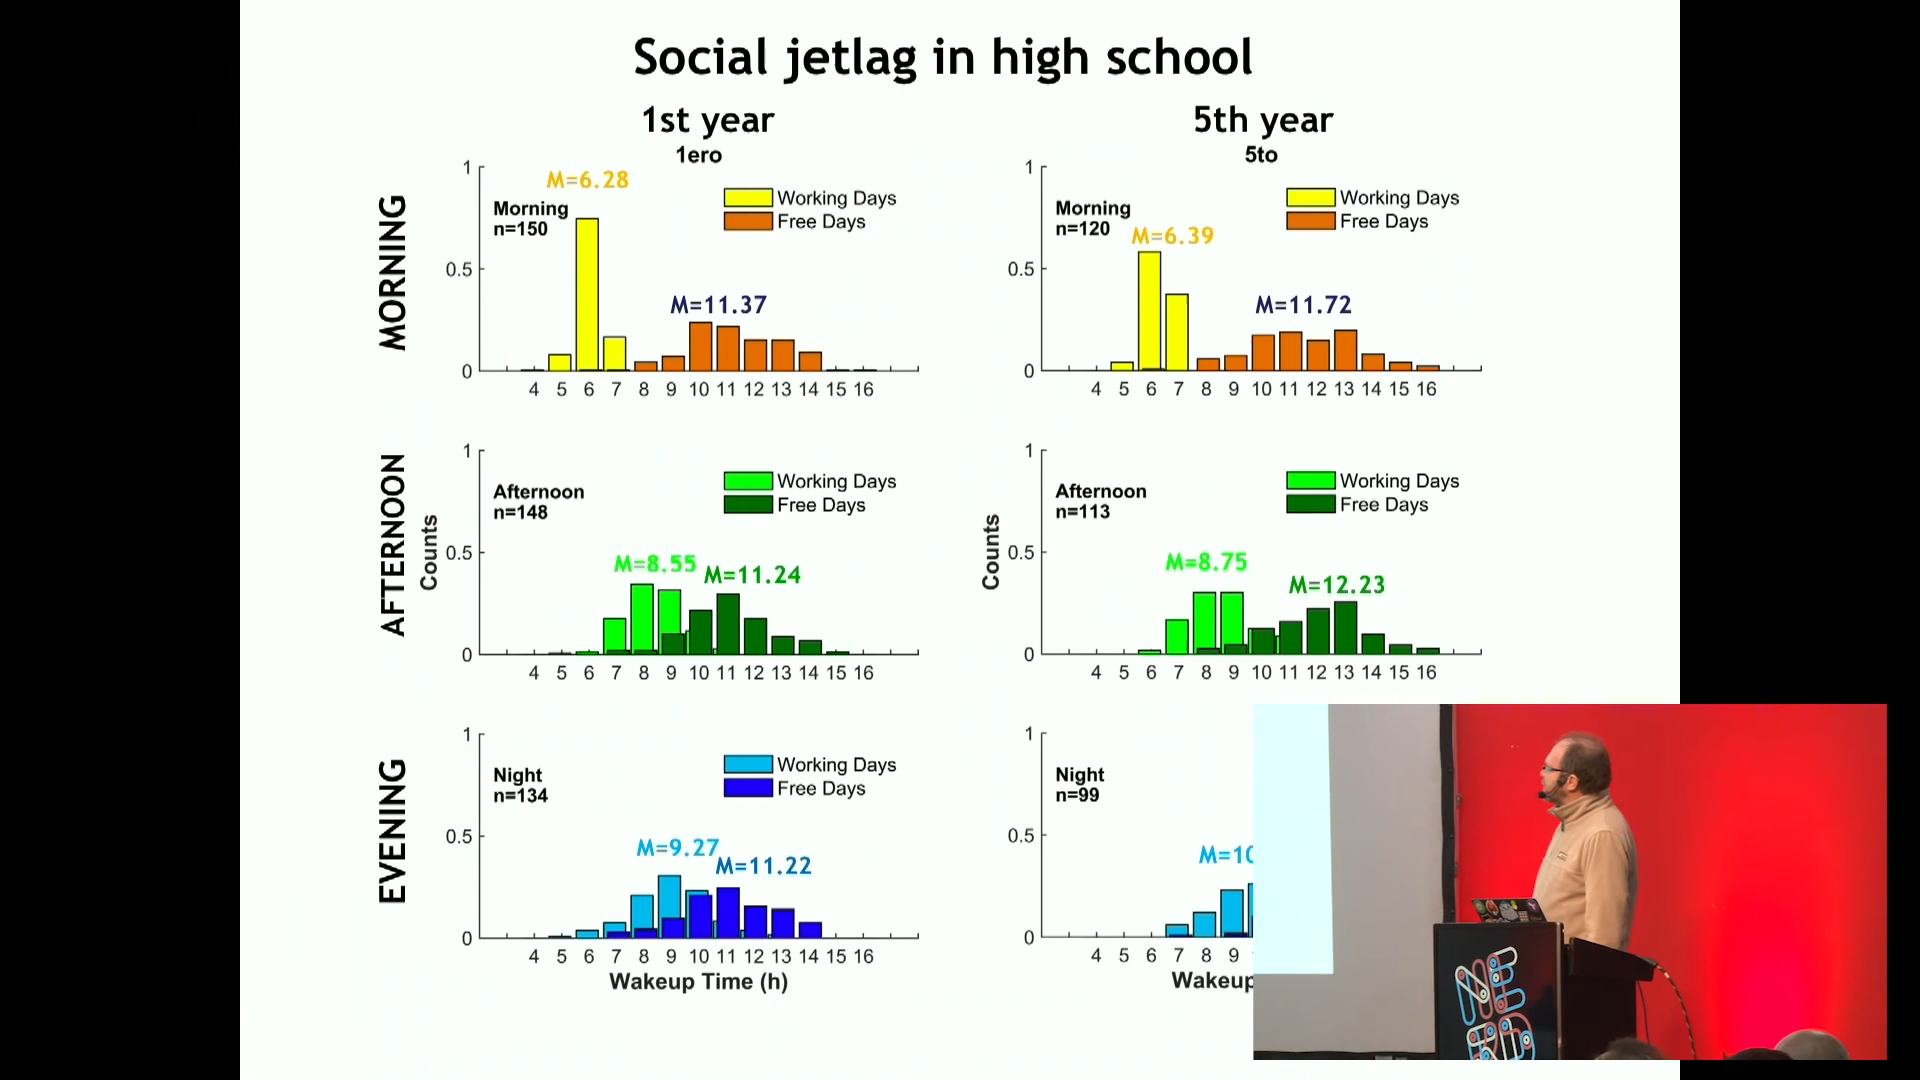 Social jetlag in high school
1st year
5th year
MORNING
1ero
1
0.5
0
M=6.28
Morning
n=150
Working Days
Free Days
M=11.37
4 5 6 7 8 9 10 11 12 13 14 15 16
5to
1
0.5
0
Morning
n=120
M=6.39
Working Days
Free Days
M=11.72
4 5 6 7 8 9 10 11 12 13 14 15 16
AFTERNOON
Counts
1
0.5
0
Afternoon
n=148
Working Days
Free Days
M=8.55
M=11.24
4 5 6 7 8 9 10 11 12 13 14 15 16
Counts
1
0.5
0
Afternoon
n=113
Working Days
Free Days
M=8.75
M=12.23
4 5 6 7 8 9 10 11 12 13 14 15 16
EVENING
1
0.5
0
Night
n=134
Working Days
Free Days
M=9.27
M=11.22
4 5 6 7 8 9 10 11 12 13 14 15 16
Wakeup Time (h)
1
0.5
0
Night
n=99
M=10
4 5 6 7 8 9
Wakeup
NE